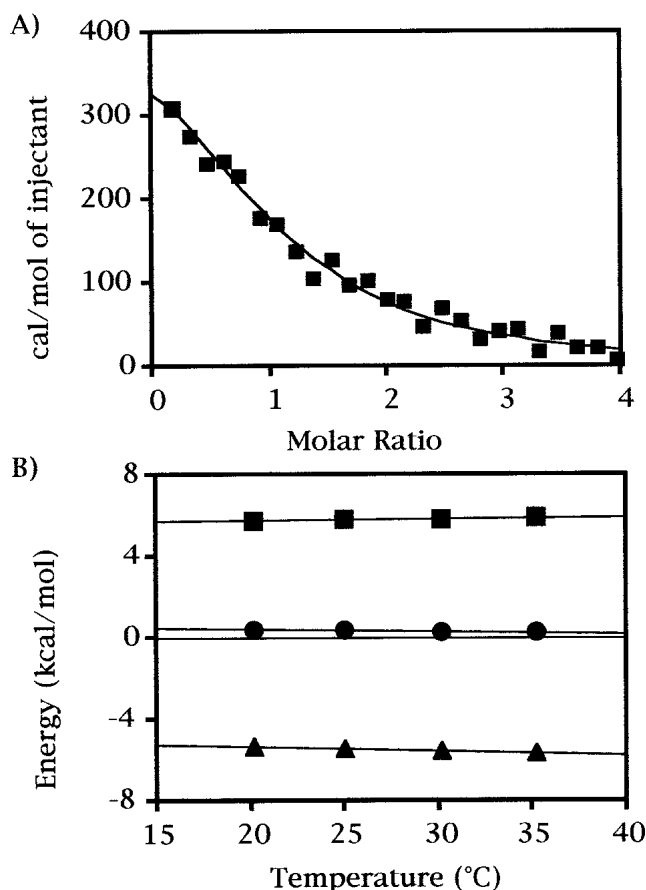 A)
400
300
200
100
0
cal/mol of injectant
0 1 2 3 4
Molar Ratio
B)
8
4
0
-4
-8
Energy (kcal/mol)
15 20 25 30 35 40
Temperature (°C)